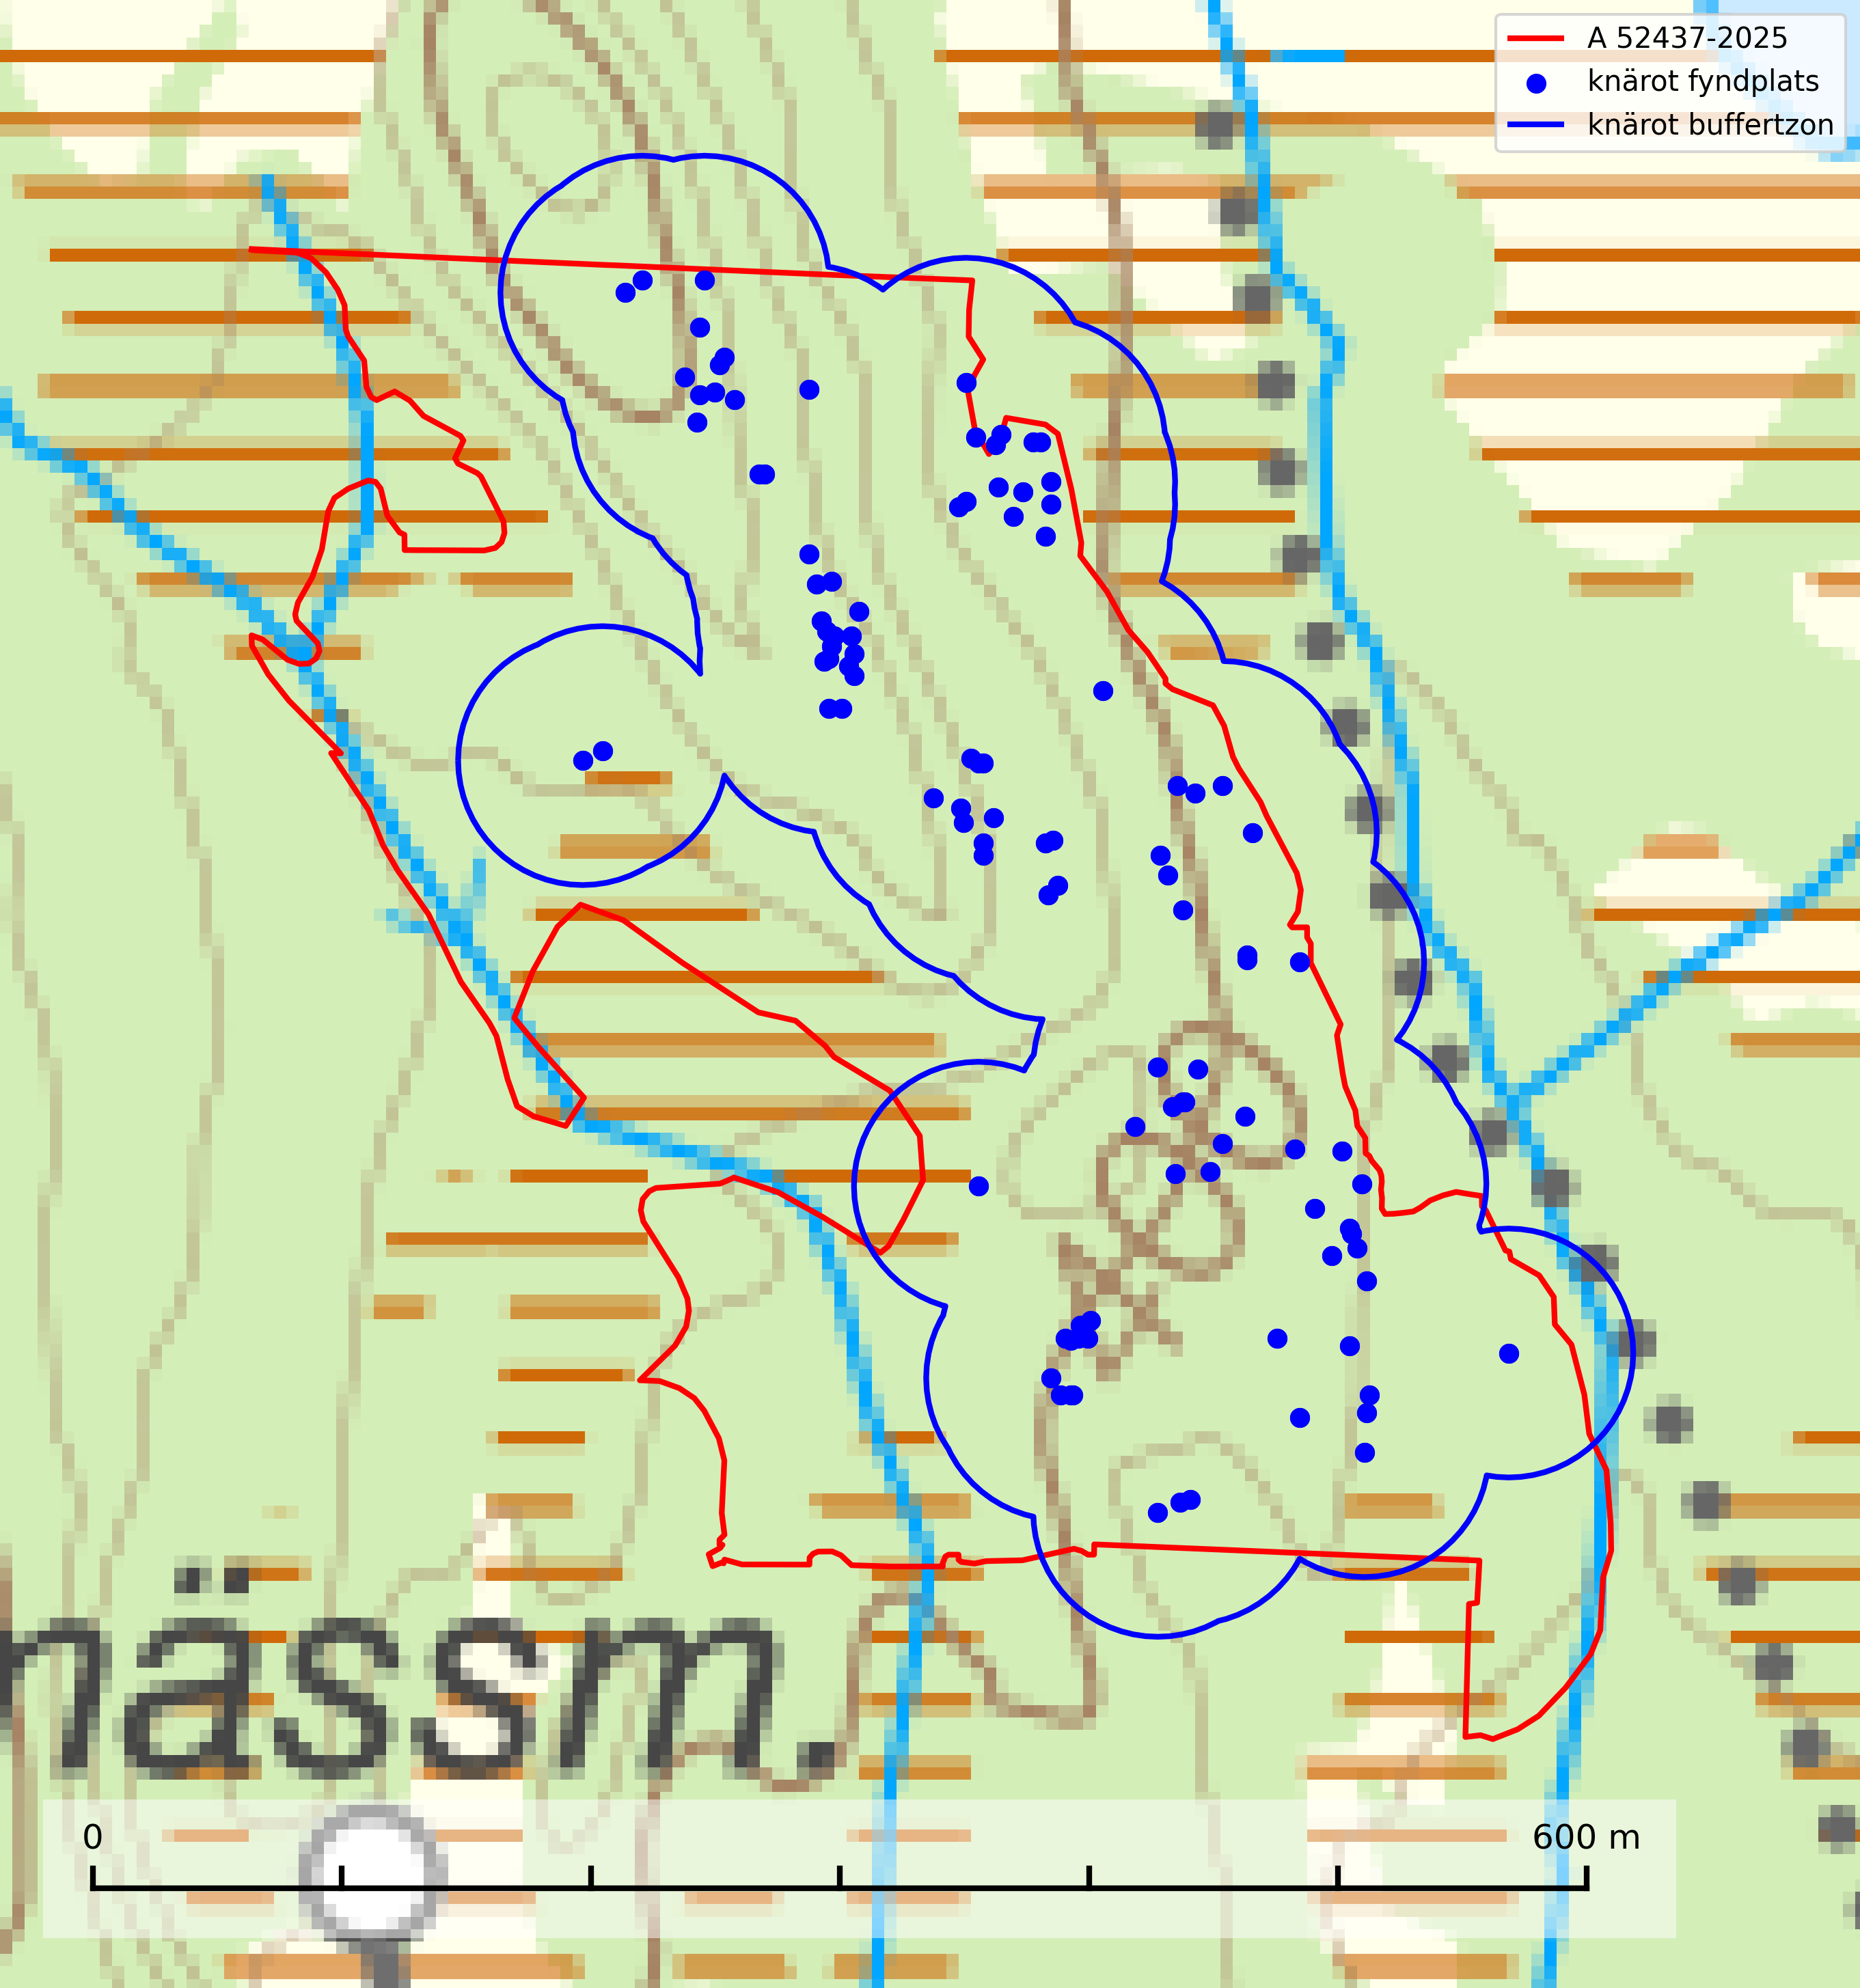 A 52437-2025
knärot fyndplats
knärot buffertzon
nässm.
0
600 m